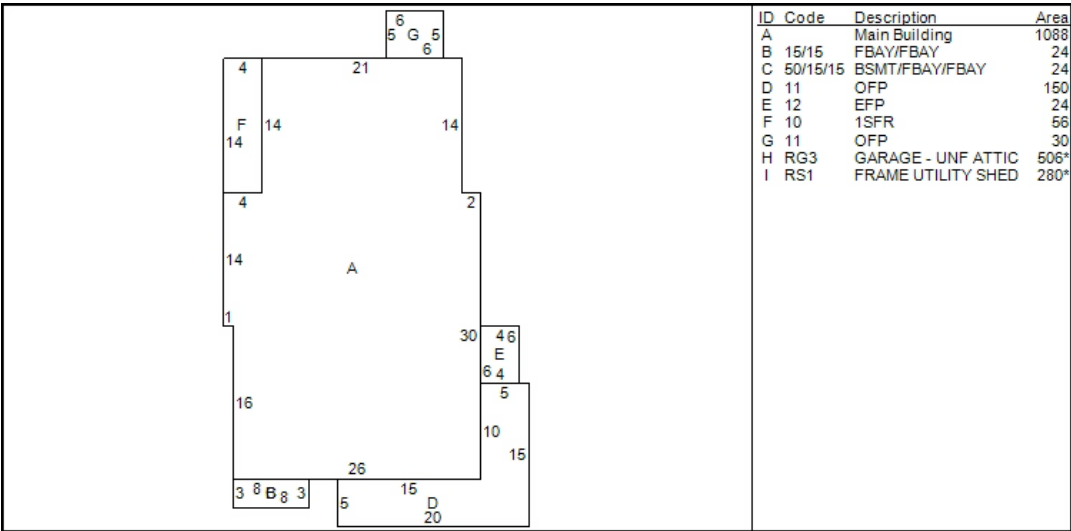 ID Code Description Area
A Main Building 1088
B 15/15 FBAY/FBAY 24
C 50/15/15 BSMT/FBAY/FBAY 24
D 11 OFP 150
E 12 EFP 24
F 10 1SFR 56
G 11 OFP 30
H RG3 GARAGE - UNF ATTIC 506*
I RS1 FRAME UTILITY SHED 280*
6
5 G 5
6
4 21
F 14 14
14
4 2
14
A
1
30 4 6
E
6 4
5
16
10
15
26
3 8 B 8 3 15
5 D
20